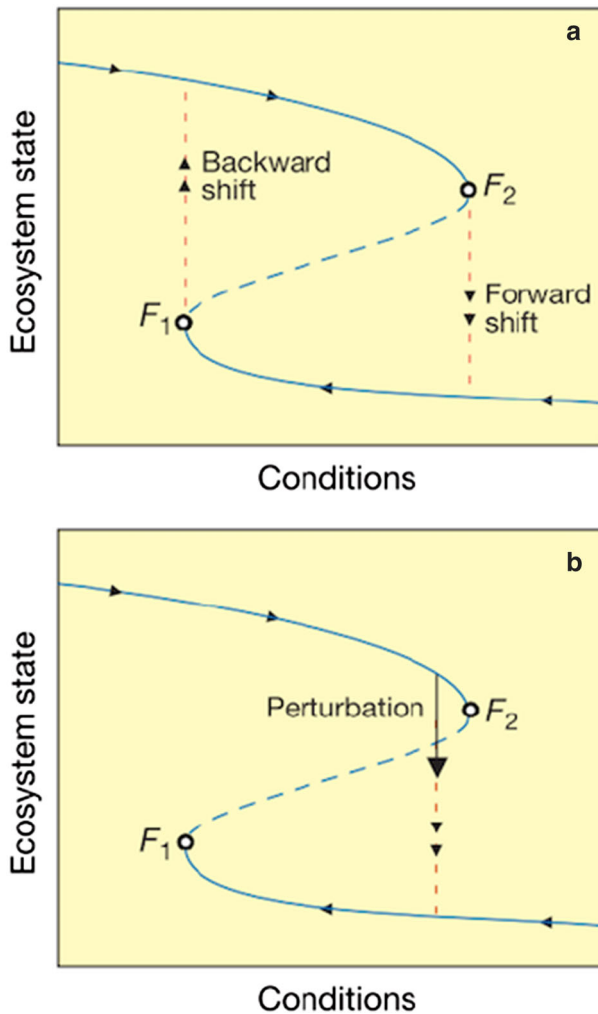 a
Ecosystem state
Backward
shift
F2
F1
Forward
shift
Conditions
b
Ecosystem state
Perturbation
F2
F1
Conditions